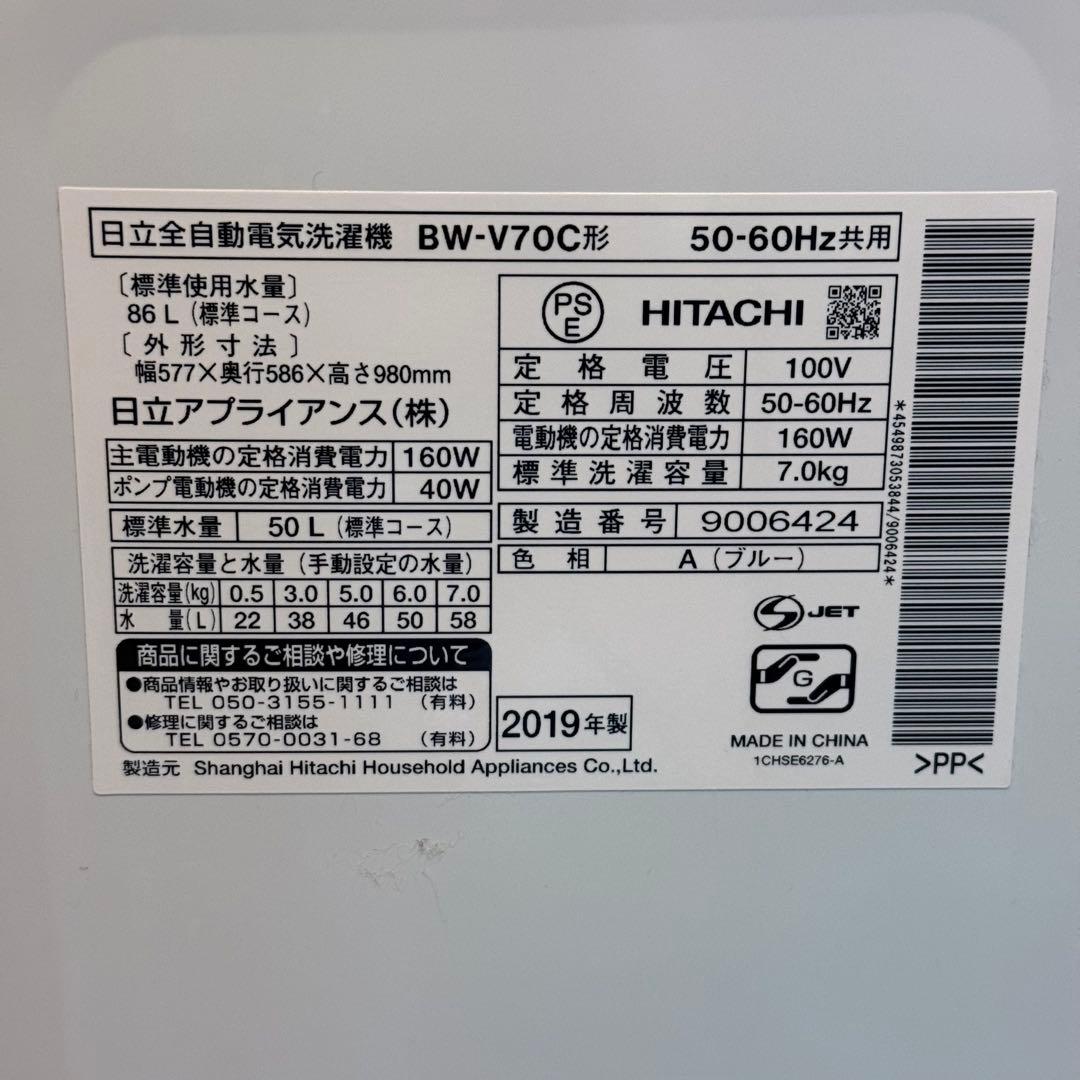 日立全自動電気洗濯機 BW-V70C形 50-60Hz共用
〔標準使用水量〕
86 L (標準コース)
〔外形寸法〕
幅577×奥行586×高さ980mm
日立アプライアンス(株)
主電動機の定格消費電力 160W
ポンプ電動機の定格消費電力 40W
標準水量 50 L (標準コース)
洗濯容量と水量 (手動設定の水量)
洗濯容量(kg) 0.5 3.0 5.0 6.0 7.0
水 量(L) 22 38 46 50 58
商品に関するご相談や修理について
●商品情報やお取り扱いに関するご相談は
TEL 050-3155-1111 (有料)
●修理に関するご相談は
TEL 0570-0031-68 (有料)
製造元 Shanghai Hitachi Household Appliances Co.,Ltd.
PSE HITACHI
定格電圧 100V
定格周波数 50-60Hz
電動機の定格消費電力 160W
標準洗濯容量 7.0kg
製造番号 9006424
色相 A (ブルー)
S JET
G
2019年製
MADE IN CHINA
1CHSE6276-A
*4549873053844/9006424*
>PP<